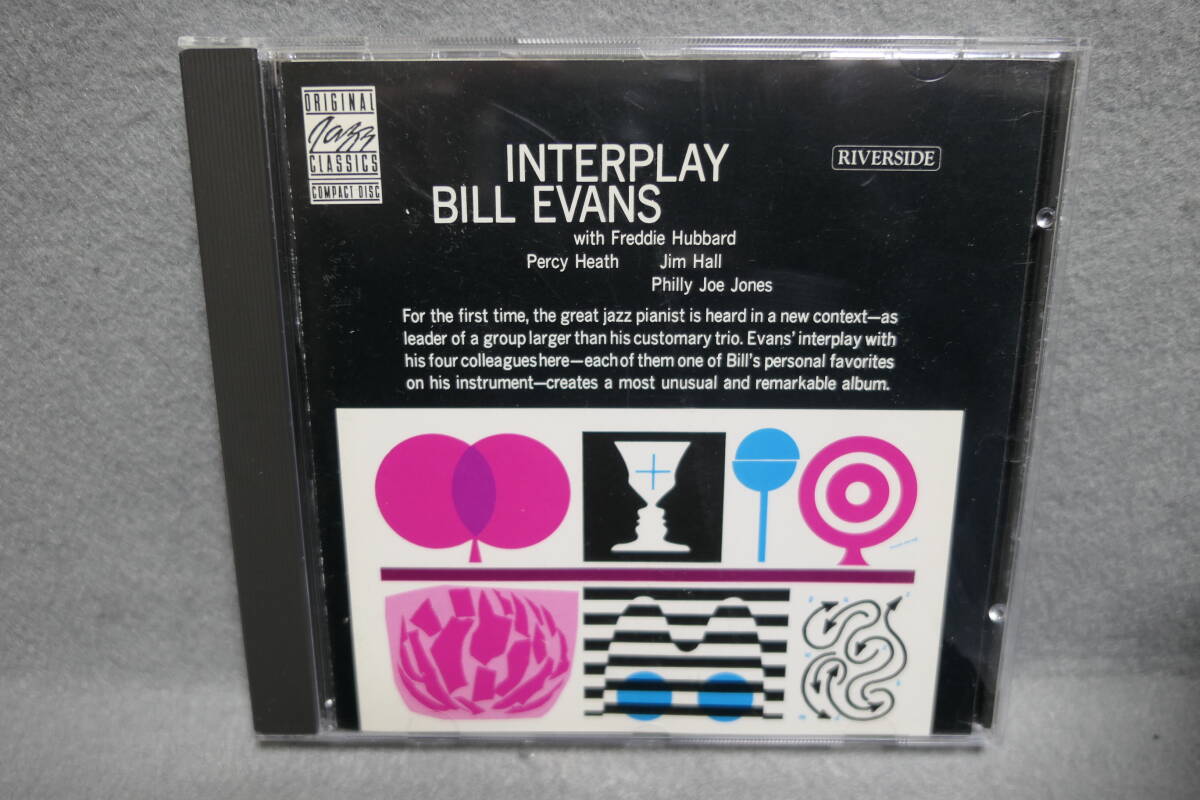 ORIGINAL
Jazz
CLASSICS
COMPACT DISC
INTERPLAY
RIVERSIDE
BILL EVANS
with Freddie Hubbard
Percy Heath Jim Hall
Philly Joe Jones
For the first time, the great jazz pianist is heard in a new context—as
leader of a group larger than his customary trio. Evans' interplay with
his four colleagues here—each of them one of Bill's personal favorites
on his instrument—creates a most unusual and remarkable album.